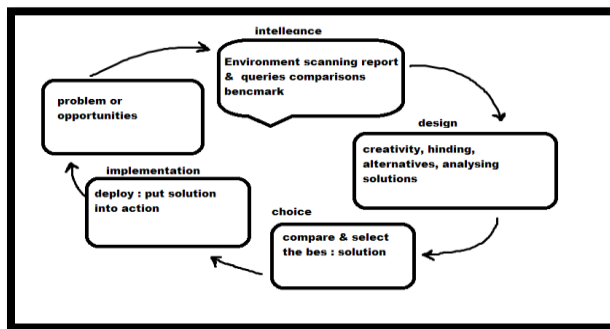 intellegance
Environment scanning report
& queries comparisons
bencmark
problem or
opportunities
design
creativity, hinding,
alternatives, analysing
solutions
implementation
deploy : put solution
into action
choice
compare & select
the bes : solution